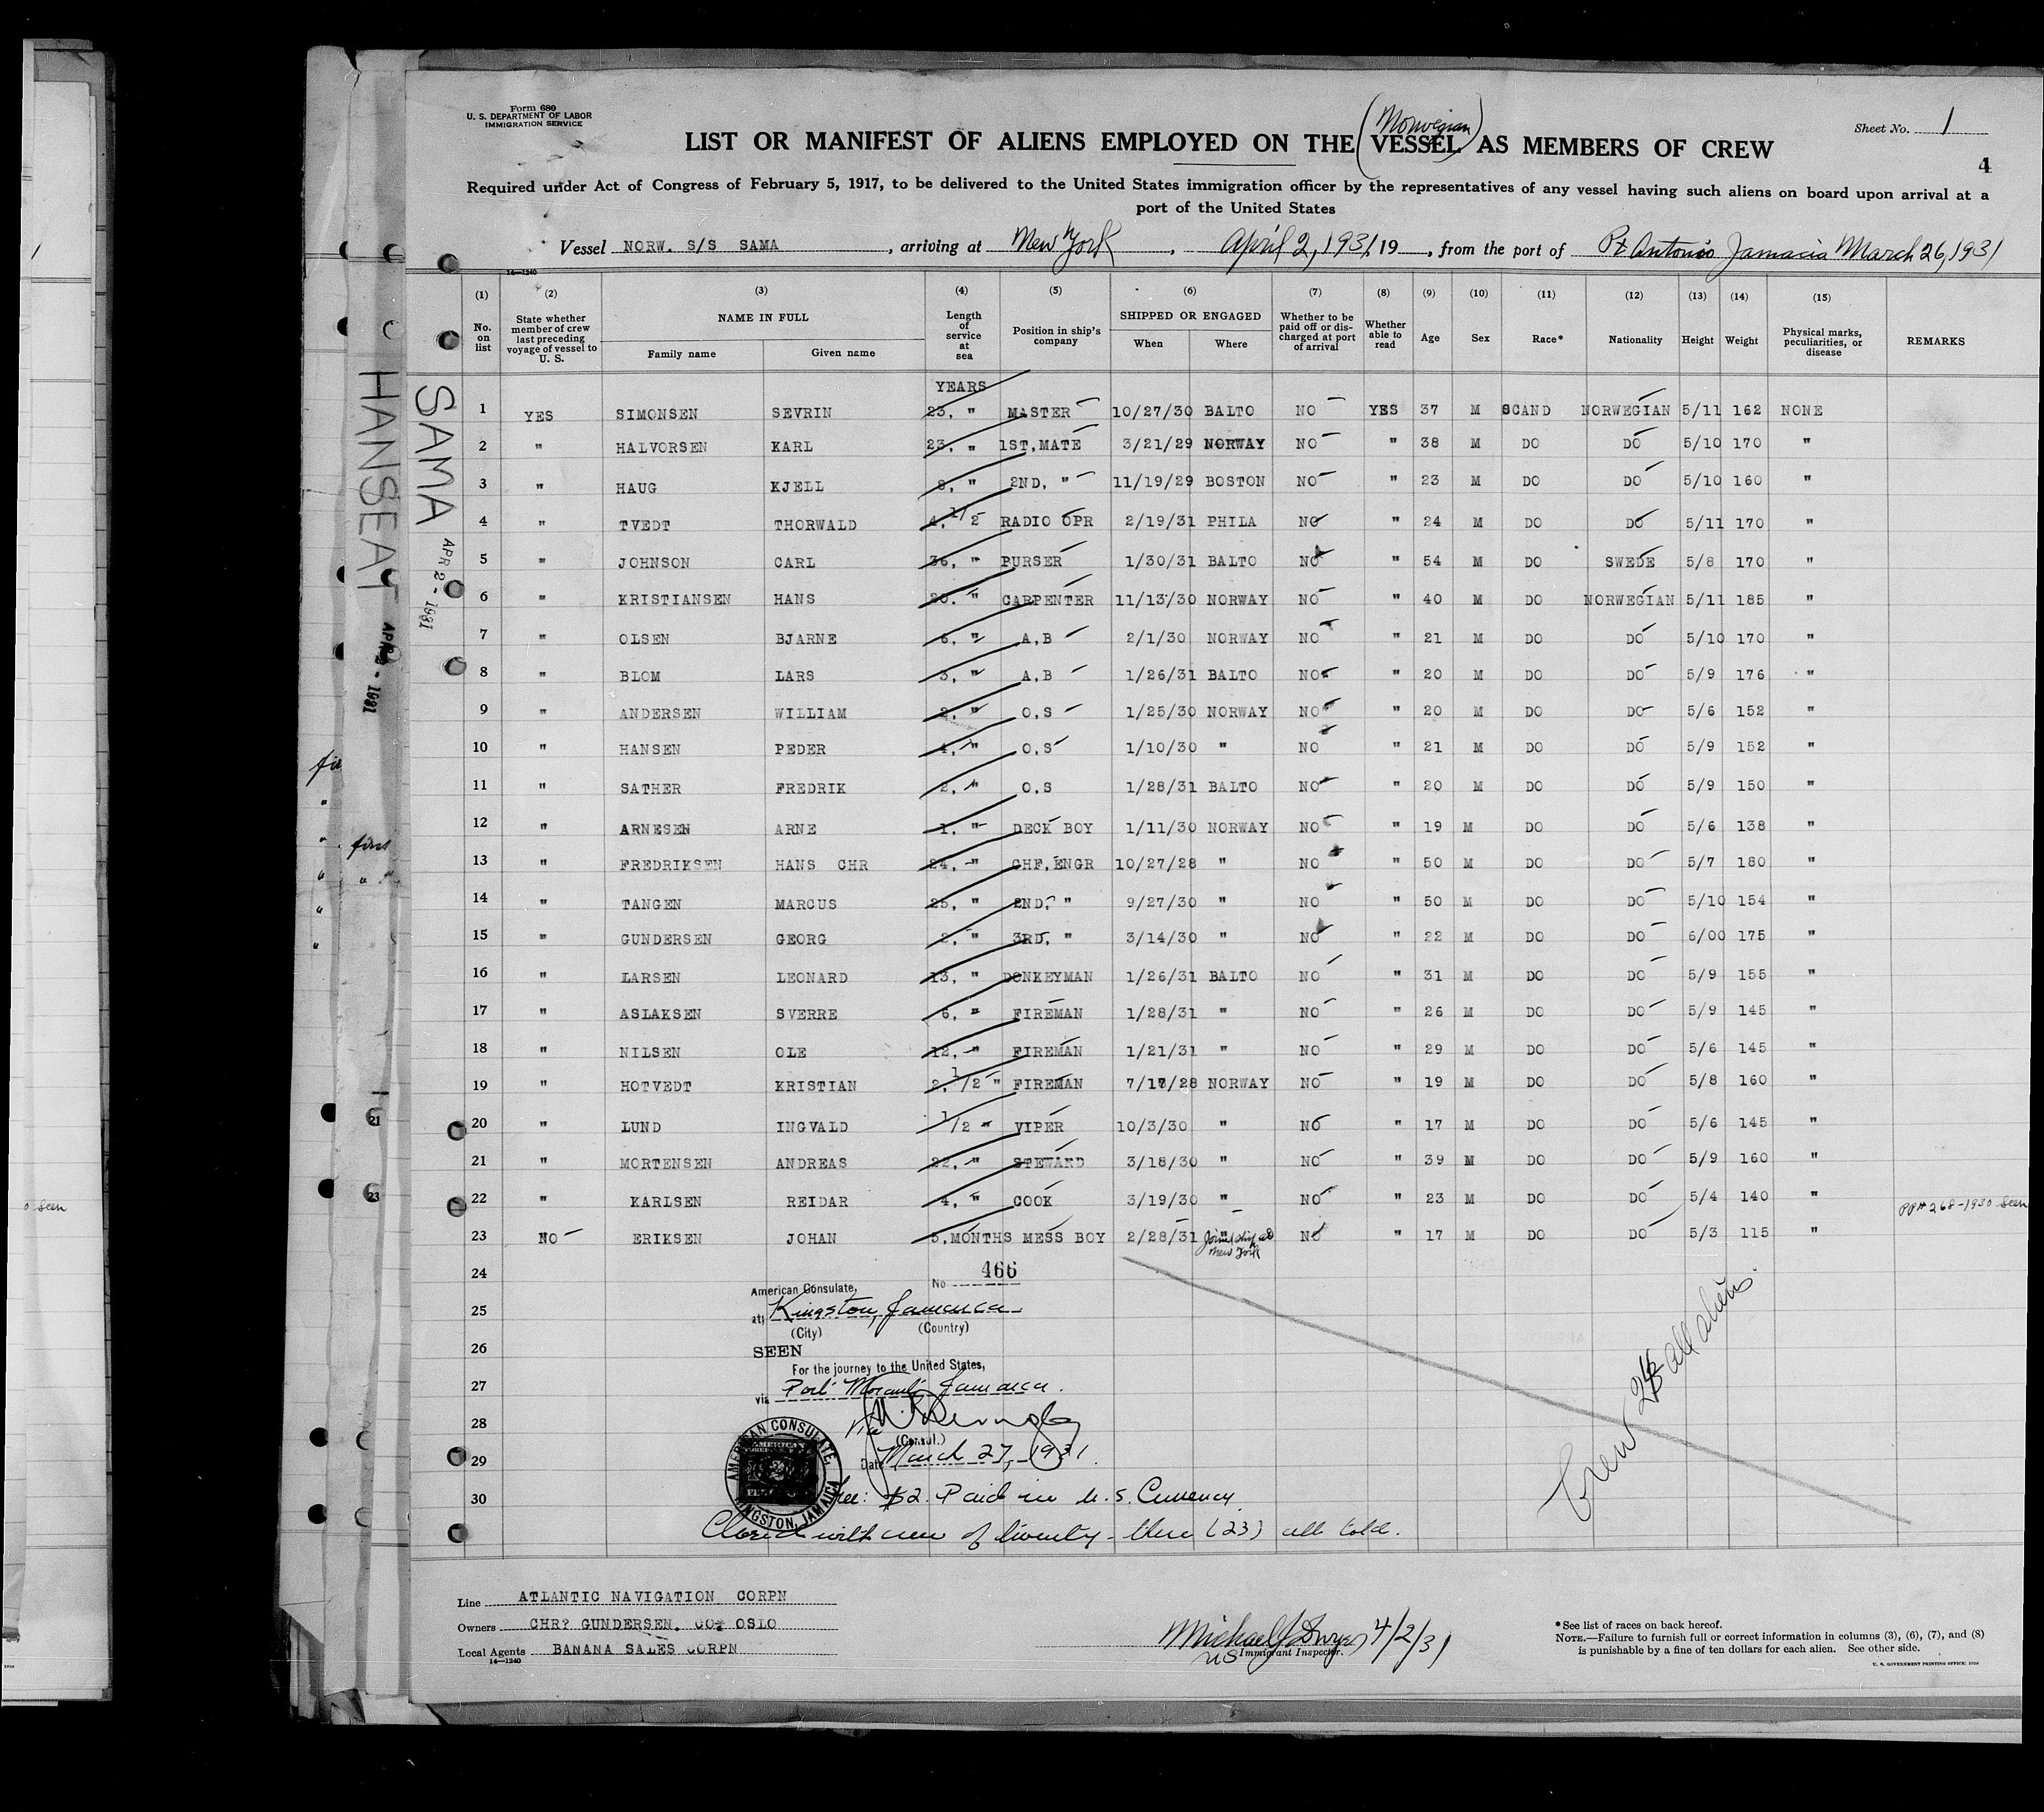 Form 680
U. S. DEPARTMENT OF LABOR
IMMIGRATION SERVICE
Sheet No. 1
4
(Norwegian)
LIST OR MANIFEST OF ALIENS EMPLOYED ON THE VESSEL AS MEMBERS OF CREW
Required under Act of Congress of February 5, 1917, to be delivered to the United States immigration officer by the representatives of any vessel having such aliens on board upon arrival at a
port of the United States
Vessel NORW. S/S SAMA, arriving at New York, April 2, 1931 19, from the port of Pt Antonio Jamacia March 26, 1931
14-1240
(1) No. on list (2) State whether member of crew last preceding voyage of vessel to U. S. (3) NAME IN FULL Family name Given name (4) Length of service at sea (5) Position in ship's company (6) SHIPPED OR ENGAGED When Where (7) Whether to be paid off or discharged at port of arrival (8) Whether able to read (9) Age (10) Sex (11) Race* (12) Nationality (13) Height (14) Weight (15) Physical marks, peculiarities, or disease REMARKS
YEARS
1 YES SIMONSEN SEVRIN 23, " MASTER 10/27/30 BALTO NO YES 37 M SCAND NORWEGIAN 5/11 162 NONE
2 " HALVORSEN KARL 23, " 1ST,MATE 3/21/29 NORWAY NO " 38 M DO DO 5/10 170 "
3 " HAUG KJELL 8, " 2ND, " 11/19/29 BOSTON NO " 23 M DO DO 5/10 160 "
4 " TVEDT THORWALD 4,1/2 RADIO OPR 2/19/31 PHILA NO " 24 M DO DO 5/11 170 "
5 " JOHNSON CARL 36, " PURSER 1/30/31 BALTO NO " 54 M DO SWEDE 5/8 170 "
6 " KRISTIANSEN HANS 20. " CARPENTER 11/13/30 NORWAY NO " 40 M DO NORWEGIAN 5/11 185 "
7 " OLSEN BJARNE 6, " A,B 2/1/30 NORWAY NO " 21 M DO DO 5/10 170 "
8 " BLOM LARS 3, " A,B 1/26/31 BALTO NO " 20 M DO DO 5/9 176 "
9 " ANDERSEN WILLIAM 2, " O,S 1/25/30 NORWAY NO " 20 M DO DO 5/6 152 "
10 " HANSEN PEDER 4, " O,S 1/10/30 " NO " 21 M DO DO 5/9 152 "
11 " SATHER FREDRIK 2, " O,S 1/28/31 BALTO NO " 20 M DO DO 5/9 150 "
12 " ARNESEN ARNE 1, " DECK BOY 1/11/30 NORWAY NO " 19 M DO DO 5/6 138 "
13 " FREDRIKSEN HANS CHR 24, " CHF,ENGR 10/27/28 " NO " 50 M DO DO 5/7 180 "
14 " TANGEN MARCUS 25, " 2ND, " 9/27/30 " NO " 50 M DO DO 5/10 154 "
15 " GUNDERSEN GEORG 2, " 3RD, " 3/14/30 " NO " 22 M DO DO 6/00 175 "
16 " LARSEN LEONARD 13, " DONKEYMAN 1/26/31 BALTO NO " 31 M DO DO 5/9 155 "
17 " ASLAKSEN SVERRE 6, " FIREMAN 1/28/31 " NO " 26 M DO DO 5/9 145 "
18 " NILSEN OLE 12, " FIREMAN 1/21/31 " NO " 29 M DO DO 5/6 145 "
19 " HOTVEDT KRISTIAN 2,1/2 " FIREMAN 7/17/28 NORWAY NO " 19 M DO DO 5/8 160 "
20 " LUND INGVALD 1/2 " VIPER 10/3/30 " NO " 17 M DO DO 5/6 145 "
21 " MORTENSEN ANDREAS 22, " STEWARD 3/18/30 " NO " 39 M DO DO 5/9 160 "
22 " KARLSEN REIDAR 4, " COOK 3/19/30 " NO " 23 M DO DO 5/4 140 " PP# 268-1930 Seen
23 NO ERIKSEN JOHAN 5,MONTHS MESS BOY 2/28/31 " Joined ship at New York NO " 17 M DO DO 5/3 115 "
24
25
26
27
28
29
30
No 466
American Consulate,
at Kingston, Jamaica
(City) (Country)
SEEN
For the journey to the United States,
via Port Morant Jamaica.
(Consul.)
Date March 27, 1931.
Fee: $2. Paid in U. S. Currency.
Closed with crew of twenty-three (23) all told.
AMERICAN CONSULATE, KINGSTON, JAMAICA
Crew 23 all aliens
Line ATLANTIC NAVIGATION CORPN
Owners CHR? GUNDERSEN. CO. OSLO
Local Agents BANANA SALES CORPN
14-1240
Michael J Dwyer 4/2/31
US Immigrant Inspector.
*See list of races on back hereof.
NOTE.—Failure to furnish full or correct information in columns (3), (6), (7), and (8)
is punishable by a fine of ten dollars for each alien. See other side.
U. S. GOVERNMENT PRINTING OFFICE: 1929
SAMA APR 2 - 1931
HANSEAT APR 2 - 1931
first
21
23
seen